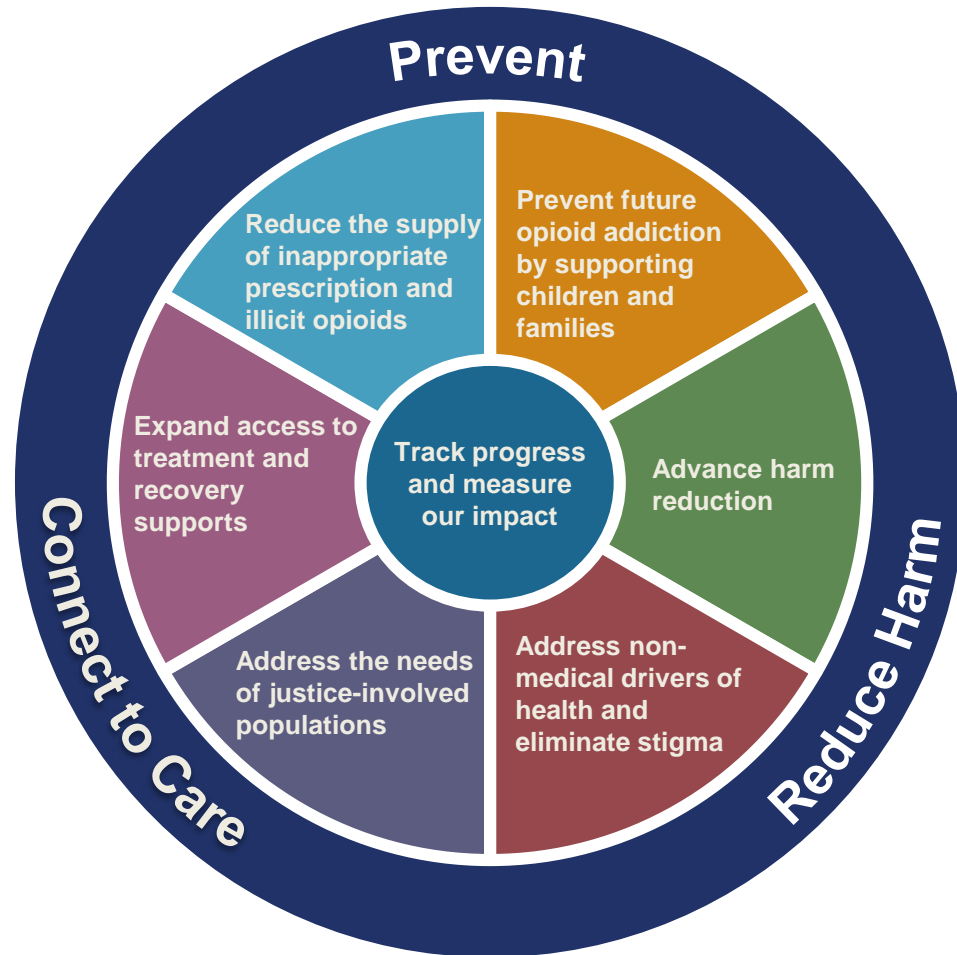 Prevent
Reduce the supply
of inappropriate
prescription and
illicit opioids
Prevent future
opioid addiction
by supporting
children and
families
Expand access to
treatment and
recovery
supports
Track progress
and measure
our impact
Advance harm
reduction
Address the needs
of justice-involved
populations
Address non-
medical drivers of
health and
eliminate stigma
Connect to Care
Reduce Harm